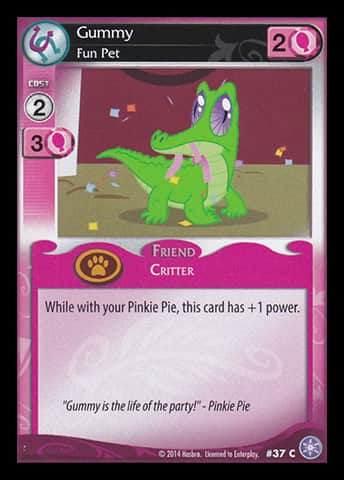 Gummy
Fun Pet
2
COST
2
3
FRIEND
CRITTER
While with your Pinkie Pie, this card has +1 power.
"Gummy is the life of the party!" - Pinkie Pie
© 2014 Hasbro. Licensed to Enterplay. #37 C